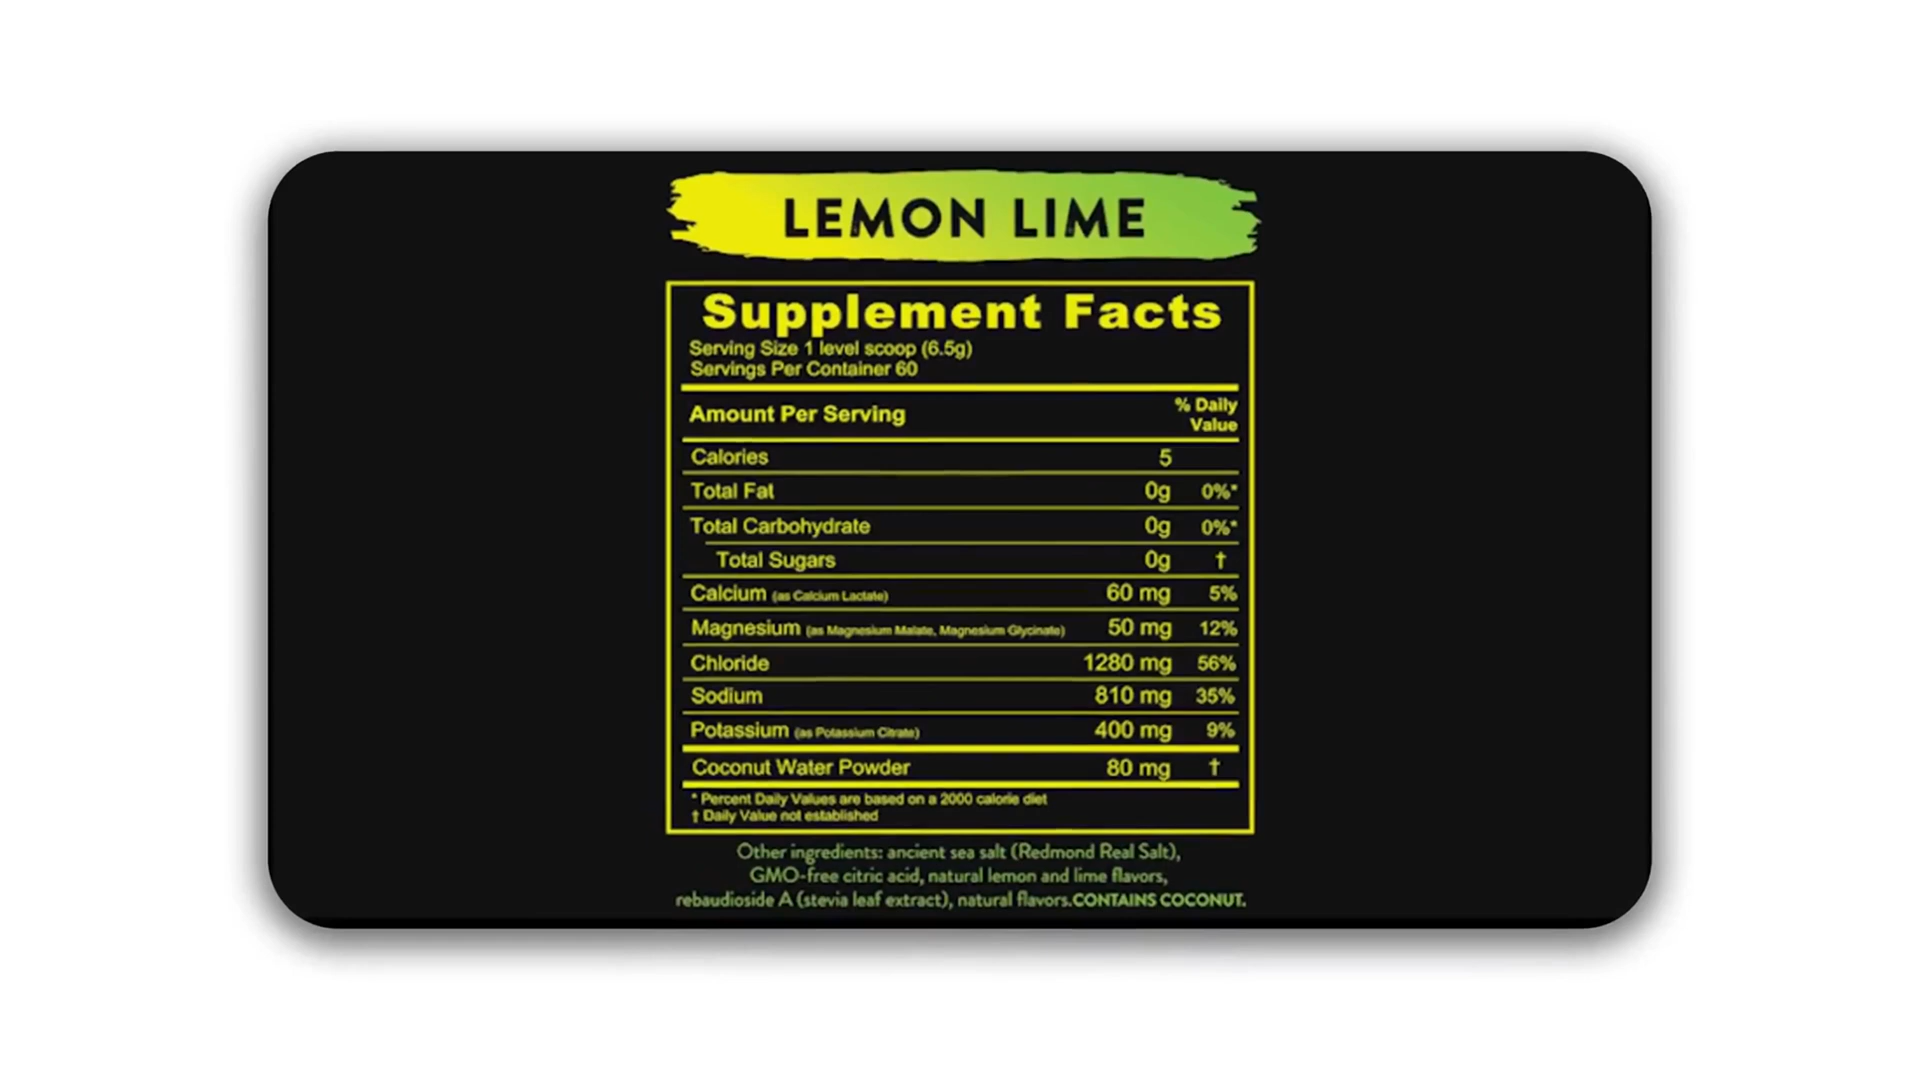 LEMON LIME
Supplement Facts
Serving Size 1 level scoop (6.5g)
Servings Per Container 60
Amount Per Serving % Daily Value
Calories 5
Total Fat 0g 0%*
Total Carbohydrate 0g 0%*
Total Sugars 0g †
Calcium (as Calcium Lactate) 60 mg 5%
Magnesium (as Magnesium Malate, Magnesium Glycinate) 50 mg 12%
Chloride 1280 mg 56%
Sodium 810 mg 35%
Potassium (as Potassium Citrate) 400 mg 9%
Coconut Water Powder 80 mg †
* Percent Daily Values are based on a 2000 calorie diet
† Daily Value not established
Other ingredients: ancient sea salt (Redmond Real Salt),
GMO-free citric acid, natural lemon and lime flavors,
rebaudioside A (stevia leaf extract), natural flavors.CONTAINS COCONUT.